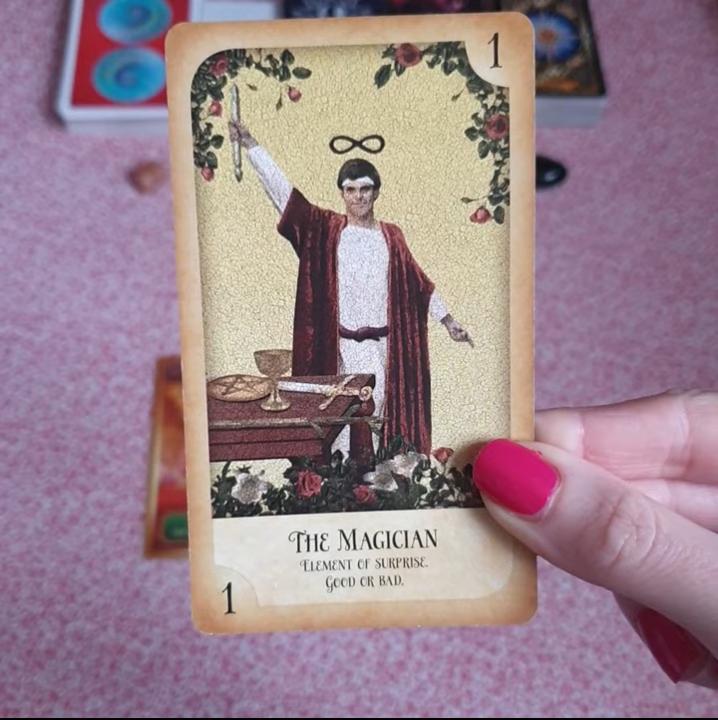 1
THE MAGICIAN
ELEMENT OF SURPRISE.
GOOD OR BAD.
1